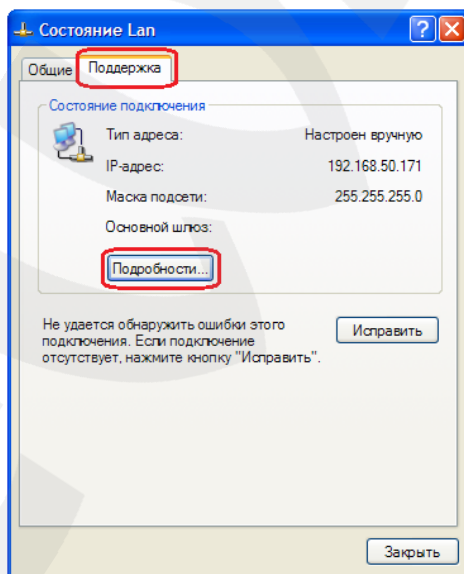 Состояние Lan
Общие Поддержка
Состояние подключения
Тип адреса: Настроен вручную
IP-адрес: 192.168.50.171
Маска подсети: 255.255.255.0
Основной шлюз:
Подробности...
Не удается обнаружить ошибки этого
подключения. Если подключение
отсутствует, нажмите кнопку "Исправить".
Исправить
Закрыть